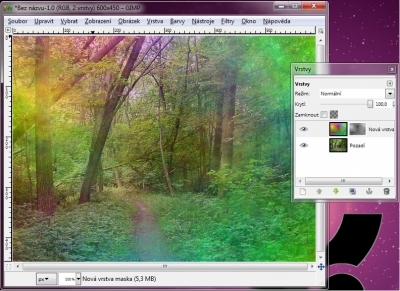 *Bez názvu-1.0 (RGB, 2 vrstvy) 600x450 – GIMP
Soubor Upravit Vybrat Zobrazení Obrázek Vrstva Barvy Nástroje Filtry Okno Nápověda
px 100% Nová vrstva maska (5,3 MB)
Vrstvy
Vrstvy
Režim: Normální
Krytí: 100,0
Zamknout:
Nová vrstva
Pozadí